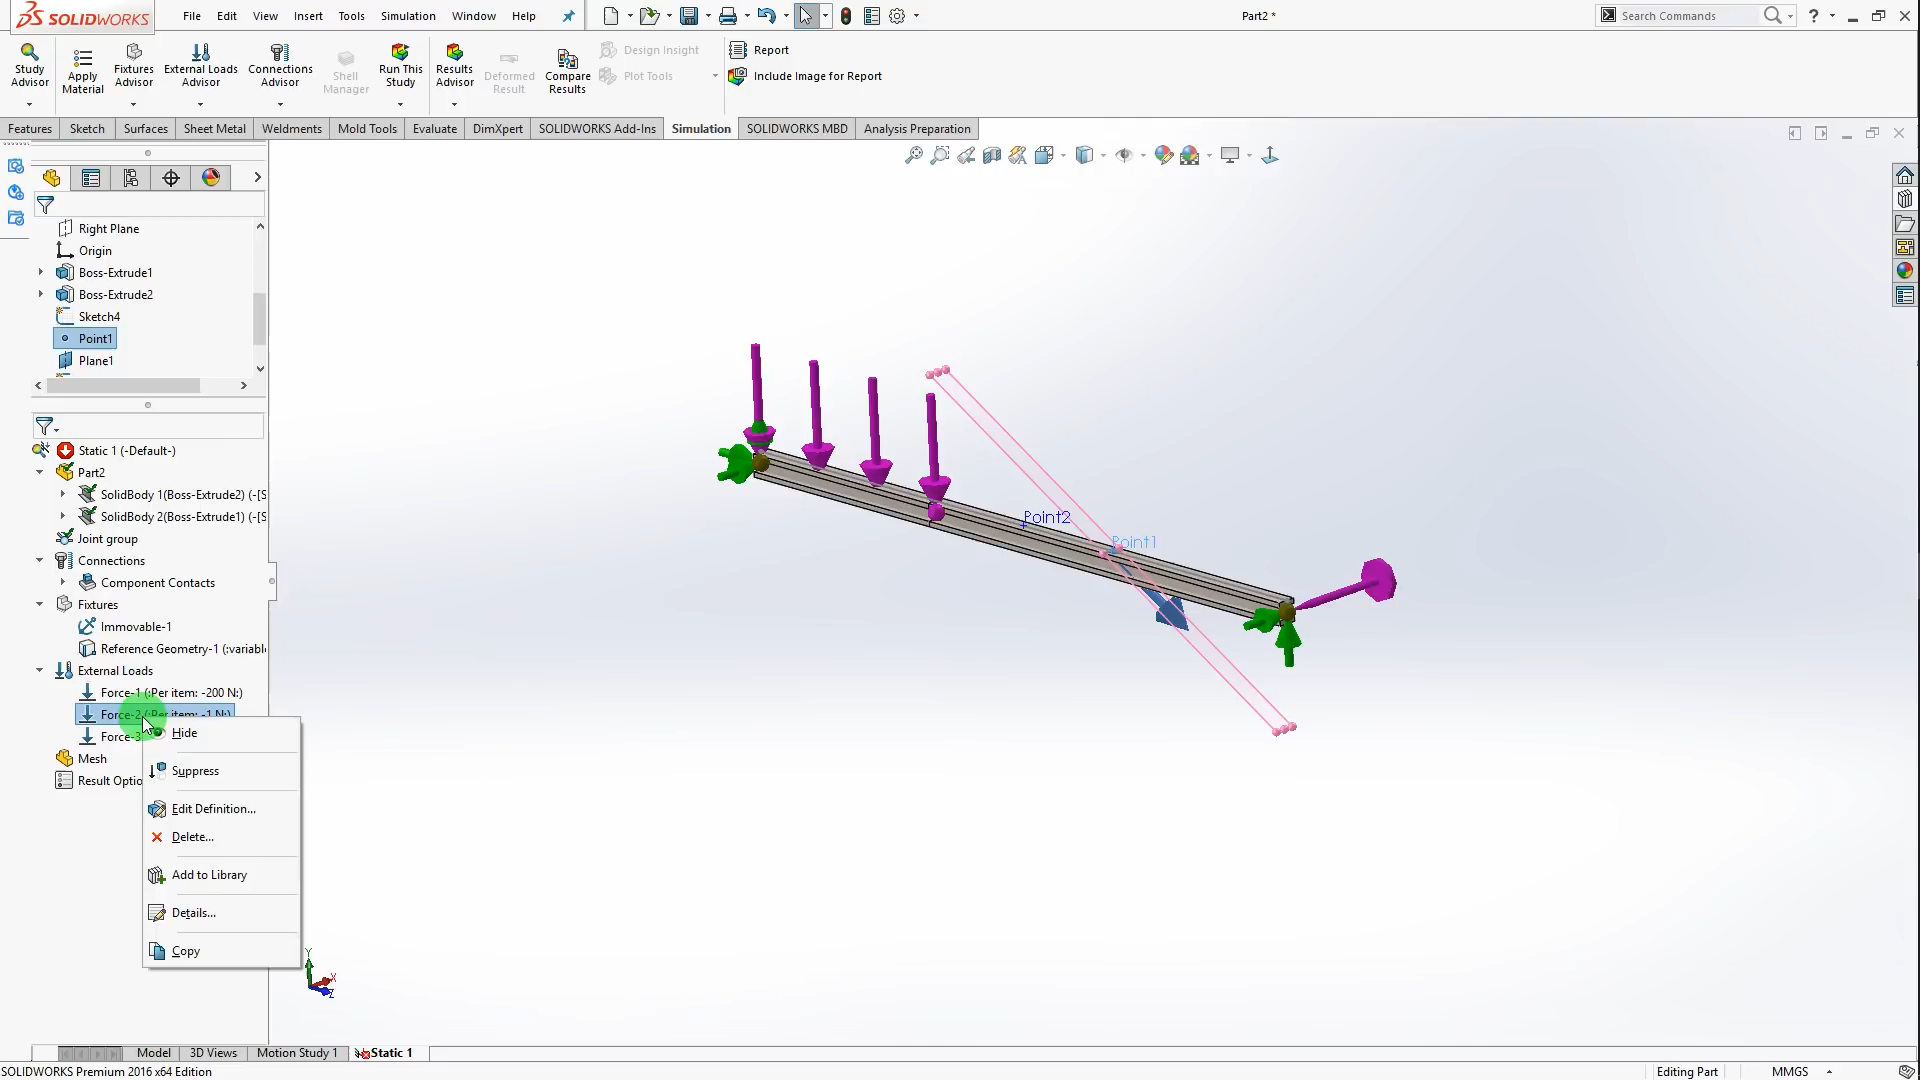 SOLIDWORKS
File Edit View Insert Tools Simulation Window Help
Part2 *
Search Commands
Study Advisor
Apply Material
Fixtures Advisor
External Loads Advisor
Connections Advisor
Shell Manager
Run This Study
Results Advisor
Deformed Result
Compare Results
Design Insight
Plot Tools
Report
Include Image for Report
Features Sketch Surfaces Sheet Metal Weldments Mold Tools Evaluate DimXpert SOLIDWORKS Add-Ins Simulation SOLIDWORKS MBD Analysis Preparation
Right Plane
Origin
Boss-Extrude1
Boss-Extrude2
Sketch4
Point1
Plane1
Static 1 (-Default-)
Part2
SolidBody 1(Boss-Extrude2) (-[S
SolidBody 2(Boss-Extrude1) (-[S
Joint group
Connections
Component Contacts
Fixtures
Immovable-1
Reference Geometry-1 (:variabl
External Loads
Force-1 (:Per item: -200 N:)
Force-2 (:Per item: -1 N:)
Force-3
Mesh
Result Optio
Hide
Suppress
Edit Definition...
Delete...
Add to Library
Details...
Copy
Point2
Point1
Y
X
Z
Model 3D Views Motion Study 1 Static 1
SOLIDWORKS Premium 2016 x64 Edition
Editing Part
MMGS